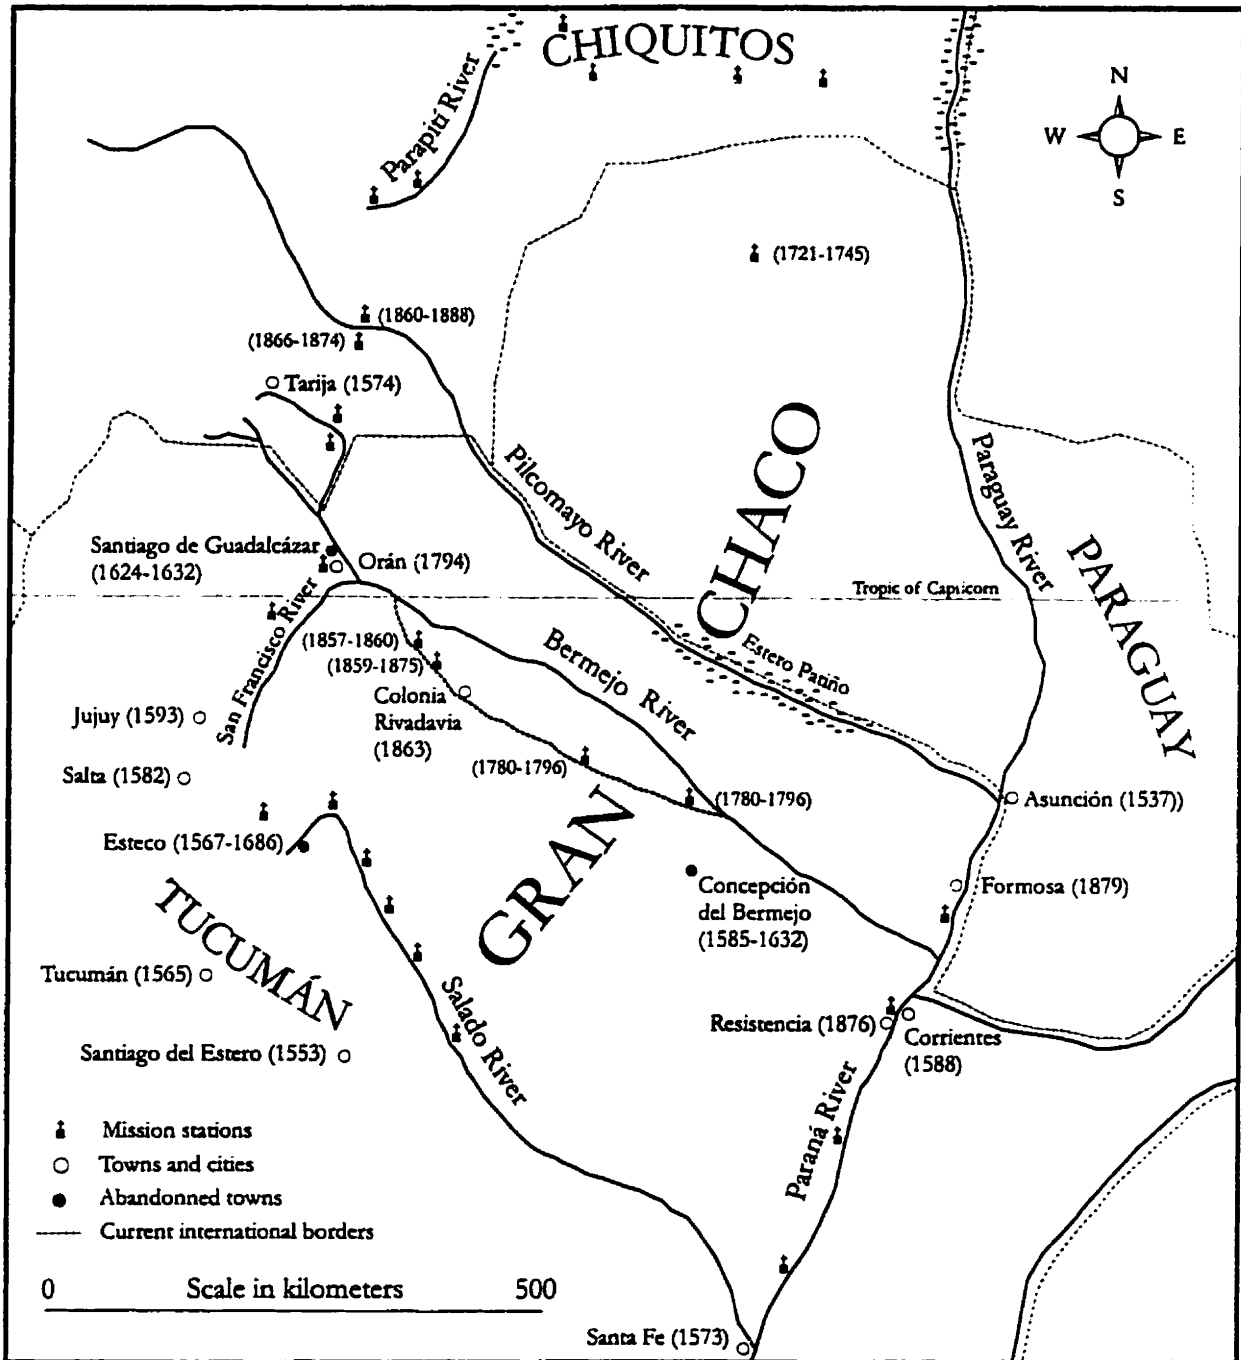 CHIQUITOS
Parapití River
N
W E
S
(1721-1745)
(1860-1888)
(1866-1874)
Tarija (1574)
Pilcomayo River
CHACO
Paraguay River
PARAGUAY
Santiago de Guadalcázar
(1624-1632)
Orán (1794)
Tropic of Capricorn
San Francisco River
(1857-1860)
(1859-1875)
Bermejo River
Estero Patiño
Colonia
Rivadavia
(1863)
Jujuy (1593)
Salta (1582)
(1780-1796)
(1780-1796)
Asunción (1537))
Esteco (1567-1686)
GRAN
Concepción
del Bermejo
(1585-1632)
Formosa (1879)
TUCUMÁN
Tucumán (1565)
Salado River
Resistencia (1876)
Corrientes
(1588)
Santiago del Estero (1553)
Paraná River
Mission stations
Towns and cities
Abandonned towns
Current international borders
0 Scale in kilometers 500
Santa Fe (1573)